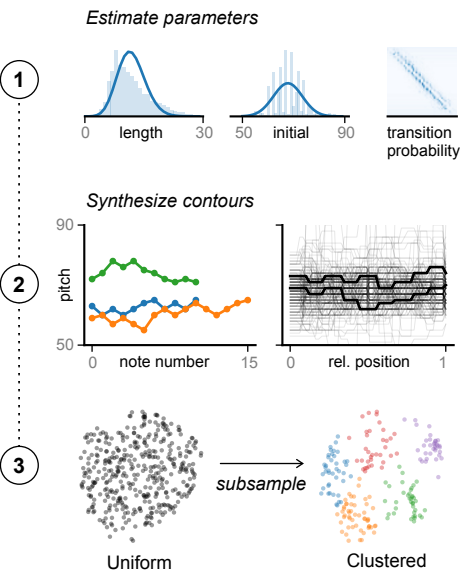 Estimate parameters
1
0 30
length
50 90
initial
transition
probability
Synthesize contours
2
90
pitch
50
0 15
note number
0 1
rel. position
3
subsample
Uniform
Clustered